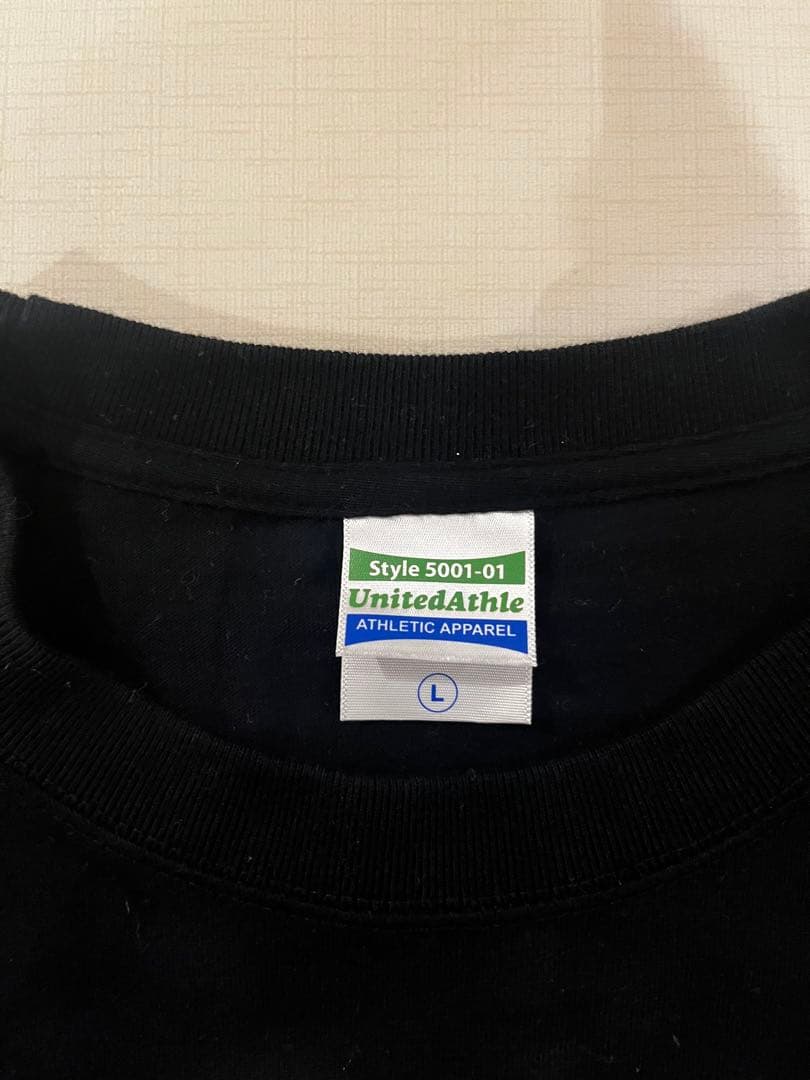 Style 5001-01
UnitedAthle
ATHLETIC APPAREL
L